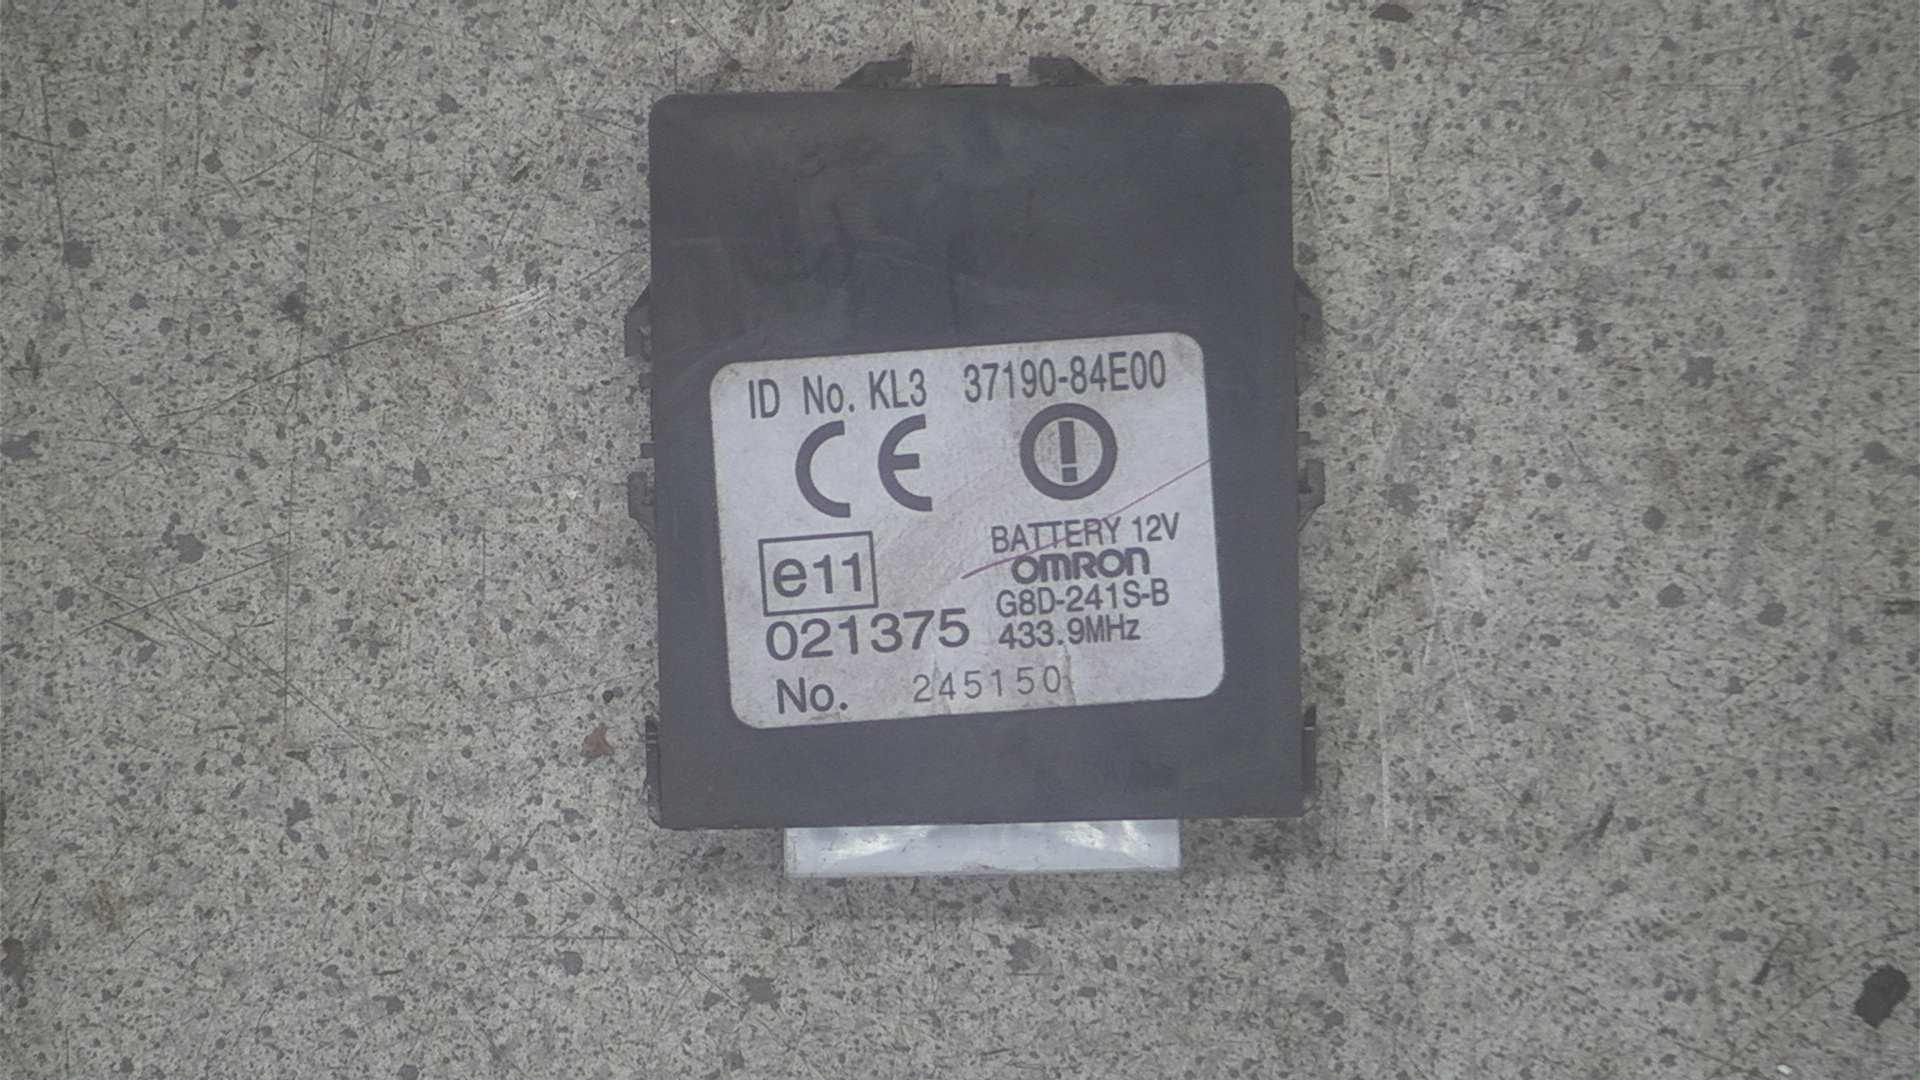 ID No. KL3 37190-84E00
CE
BATTERY 12V
OMRON
e11
G8D-241S-B
021375 433.9MHz
No. 245150